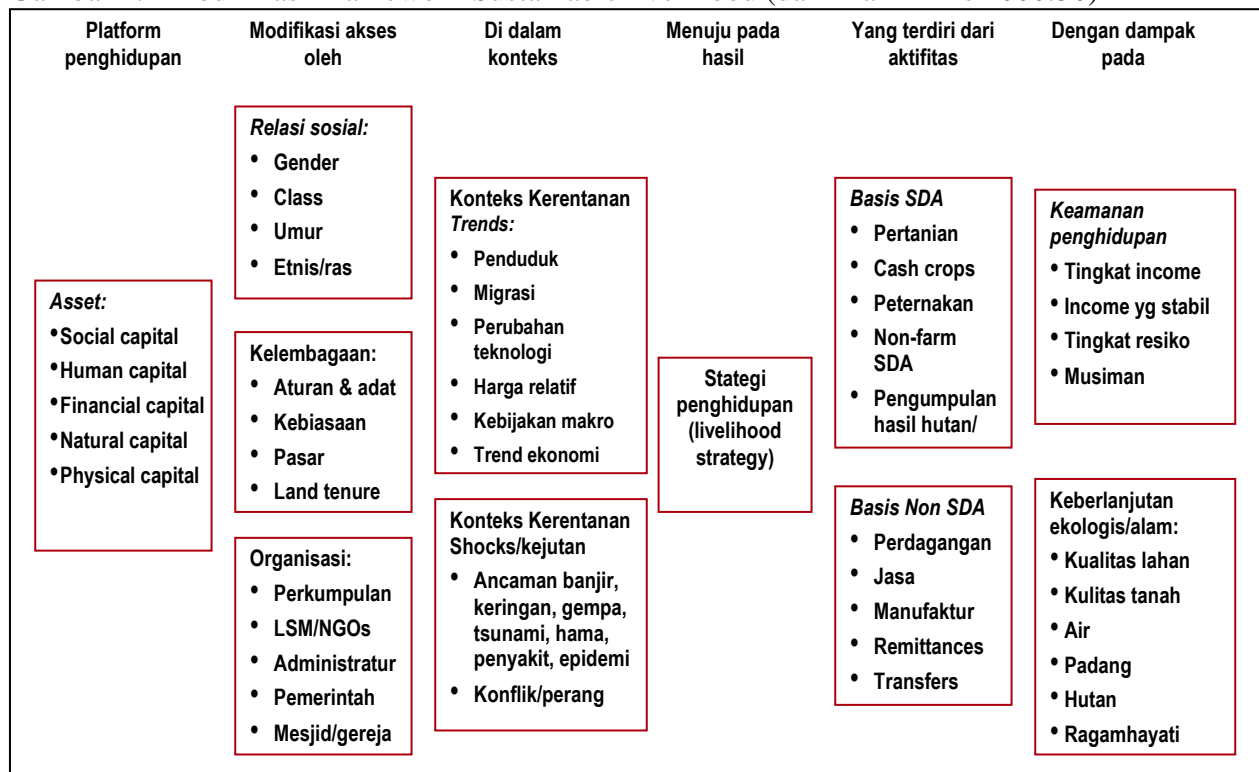 Platform
penghidupan
Modifikasi akses
oleh
Di dalam
konteks
Menuju pada
hasil
Yang terdiri dari
aktifitas
Dengan dampak
pada
Asset:
•Social capital
•Human capital
•Financial capital
•Natural capital
•Physical capital
Relasi sosial:
• Gender
• Class
• Umur
• Etnis/ras
Kelembagaan:
• Aturan & adat
• Kebiasaan
• Pasar
• Land tenure
Organisasi:
• Perkumpulan
• LSM/NGOs
• Administratur
• Pemerintah
• Mesjid/gereja
Konteks Kerentanan
Trends:
• Penduduk
• Migrasi
• Perubahan
teknologi
• Harga relatif
• Kebijakan makro
• Trend ekonomi
Konteks Kerentanan
Shocks/kejutan
• Ancaman banjir,
keringan, gempa,
tsunami, hama,
penyakit, epidemi
• Konflik/perang
Stategi
penghidupan
(livelihood
strategy)
Basis SDA
• Pertanian
• Cash crops
• Peternakan
• Non-farm
SDA
• Pengumpulan
hasil hutan/
Basis Non SDA
• Perdagangan
• Jasa
• Manufaktur
• Remittances
• Transfers
Keamanan
penghidupan
• Tingkat income
• Income yg stabil
• Tingkat resiko
• Musiman
Keberlanjutan
ekologis/alam:
• Kualitas lahan
• Kulitas tanah
• Air
• Padang
• Hutan
• Ragamhayati